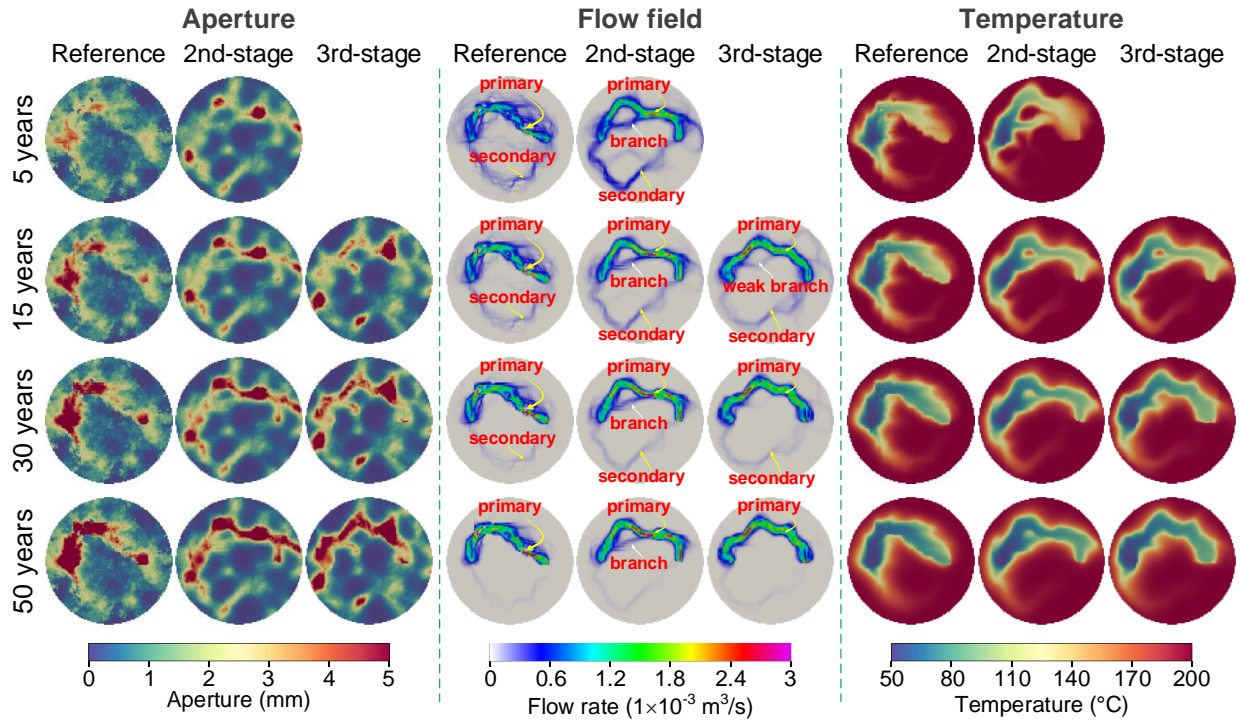 Aperture
Flow field
Temperature
Reference 2nd-stage 3rd-stage
Reference 2nd-stage 3rd-stage
Reference 2nd-stage 3rd-stage
5 years
primary
primary
branch
secondary
secondary
15 years
primary
primary
primary
branch
weak branch
secondary
secondary
30 years
primary
primary
primary
branch
secondary
secondary
secondary
50 years
primary
primary
primary
branch
0 1 2 3 4 5
Aperture (mm)
0 0.6 1.2 1.8 2.4 3
Flow rate (1×10⁻³ m³/s)
50 80 110 140 170 200
Temperature (°C)